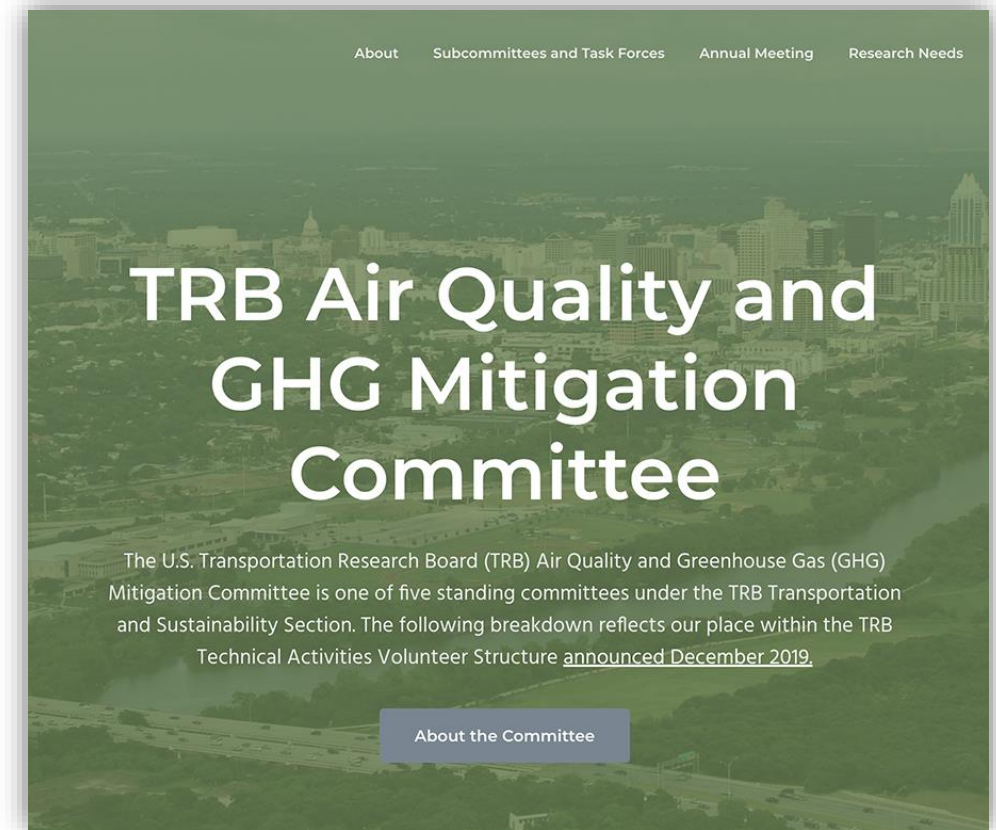 About Subcommittees and Task Forces Annual Meeting Research Needs
TRB Air Quality and
GHG Mitigation
Committee
The U.S. Transportation Research Board (TRB) Air Quality and Greenhouse Gas (GHG)
Mitigation Committee is one of five standing committees under the TRB Transportation
and Sustainability Section. The following breakdown reflects our place within the TRB
Technical Activities Volunteer Structure announced December 2019.
About the Committee